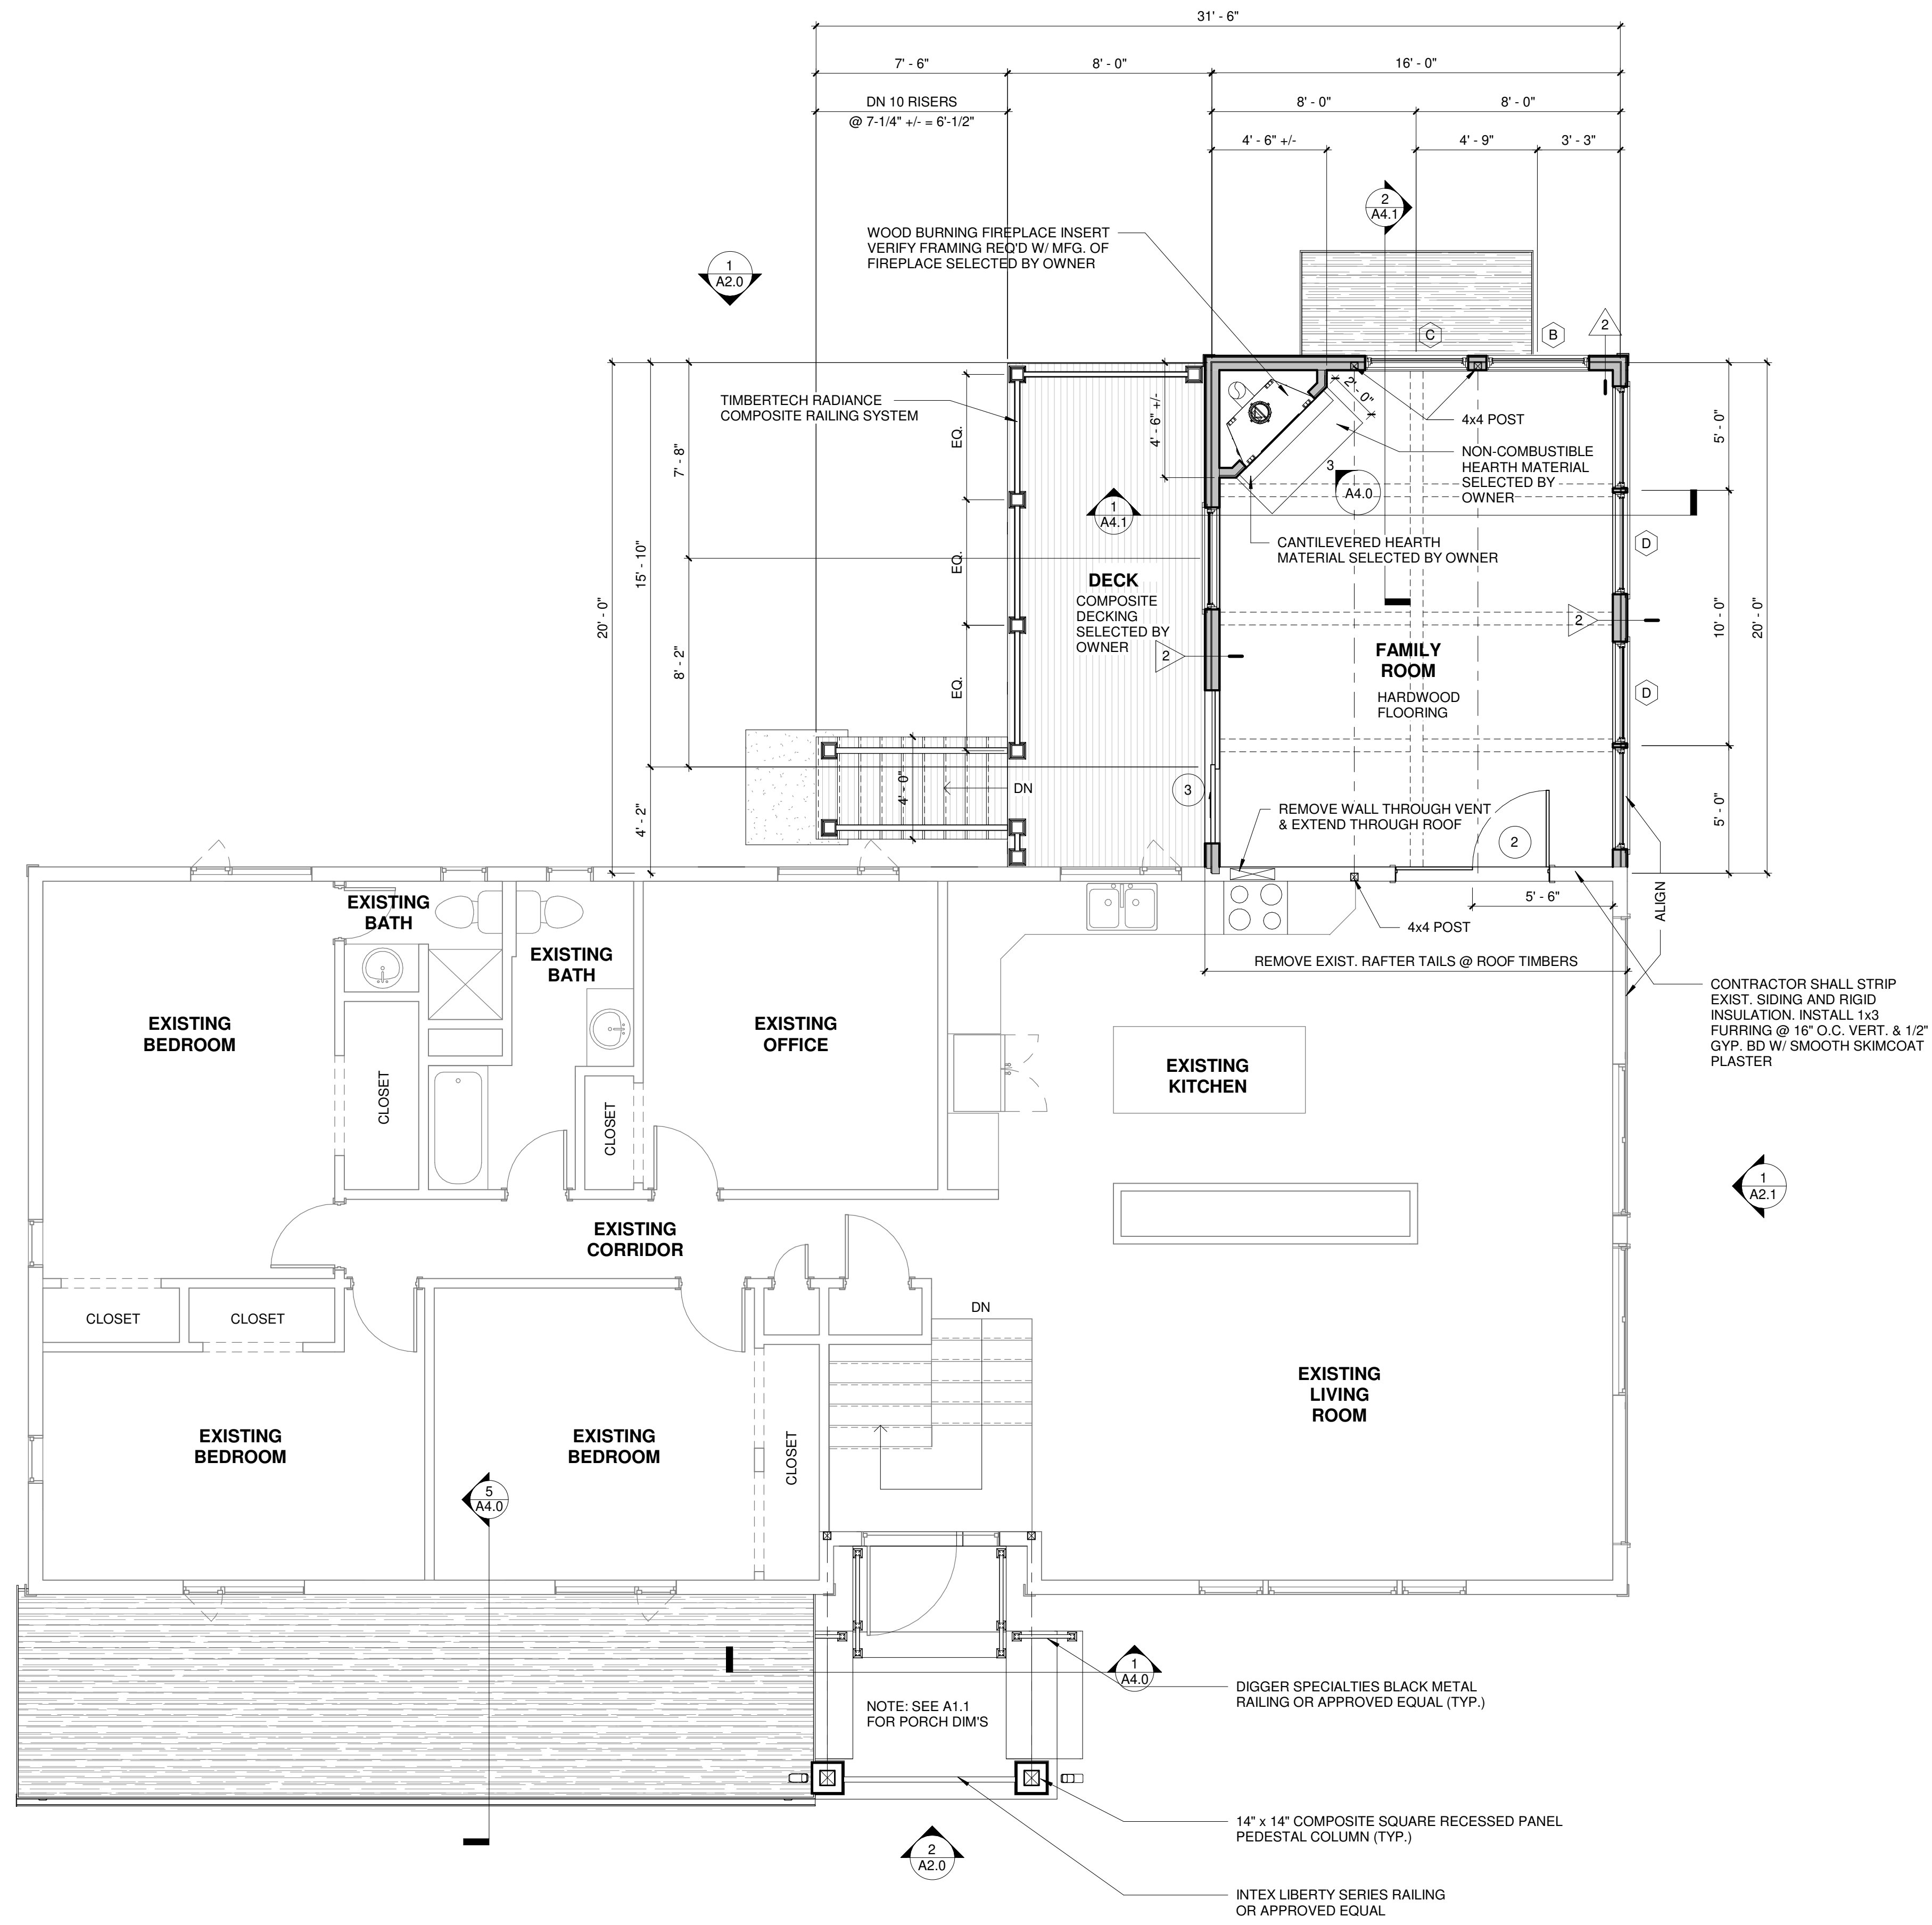 31' - 6"
7' - 6"
8' - 0"
16' - 0"
DN 10 RISERS
@ 7-1/4" +/- = 6'-1/2"
8' - 0"
8' - 0"
4' - 6" +/-
4' - 9"
3' - 3"
2
A4.1
WOOD BURNING FIREPLACE INSERT
VERIFY FRAMING REQ'D W/ MFG. OF
FIREPLACE SELECTED BY OWNER
1
A2.0
C
B
2
TIMBERTECH RADIANCE
COMPOSITE RAILING SYSTEM
2' - 0"
4x4 POST
NON-COMBUSTIBLE
HEARTH MATERIAL
SELECTED BY
OWNER
3
A4.0
4' - 6" +/-
EQ.
EQ.
EQ.
EQ.
7' - 8"
15' - 10"
20' - 0"
8' - 2"
4' - 2"
5' - 0"
10' - 0"
20' - 0"
5' - 0"
1
A4.1
CANTILEVERED HEARTH
MATERIAL SELECTED BY OWNER
D
DECK
COMPOSITE
DECKING
SELECTED BY
OWNER
2
2
FAMILY
ROOM
HARDWOOD
FLOORING
D
4' - 0"
DN
3
REMOVE WALL THROUGH VENT
& EXTEND THROUGH ROOF
2
5' - 6"
ALIGN
4x4 POST
REMOVE EXIST. RAFTER TAILS @ ROOF TIMBERS
CONTRACTOR SHALL STRIP
EXIST. SIDING AND RIGID
INSULATION. INSTALL 1x3
FURRING @ 16" O.C. VERT. & 1/2"
GYP. BD W/ SMOOTH SKIMCOAT
PLASTER
EXISTING
BATH
EXISTING
BATH
EXISTING
BEDROOM
EXISTING
OFFICE
EXISTING
KITCHEN
CLOSET
CLOSET
1
A2.1
EXISTING
CORRIDOR
CLOSET
CLOSET
DN
EXISTING
LIVING
ROOM
EXISTING
BEDROOM
EXISTING
BEDROOM
CLOSET
5
A4.0
1
A4.0
NOTE: SEE A1.1
FOR PORCH DIM'S
DIGGER SPECIALTIES BLACK METAL
RAILING OR APPROVED EQUAL (TYP.)
14" x 14" COMPOSITE SQUARE RECESSED PANEL
PEDESTAL COLUMN (TYP.)
2
A2.0
INTEX LIBERTY SERIES RAILING
OR APPROVED EQUAL